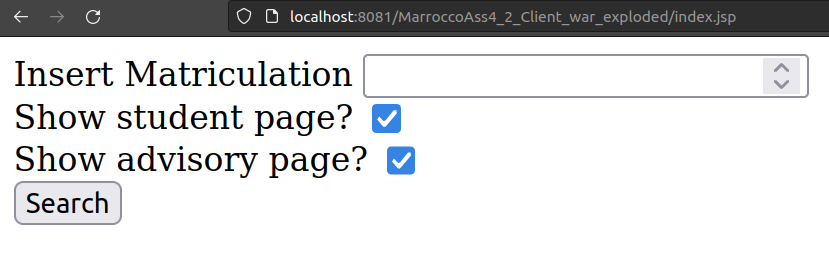 localhost:8081/MarroccoAss4_2_Client_war_exploded/index.jsp
Insert Matriculation
Show student page?
Show advisory page?
Search